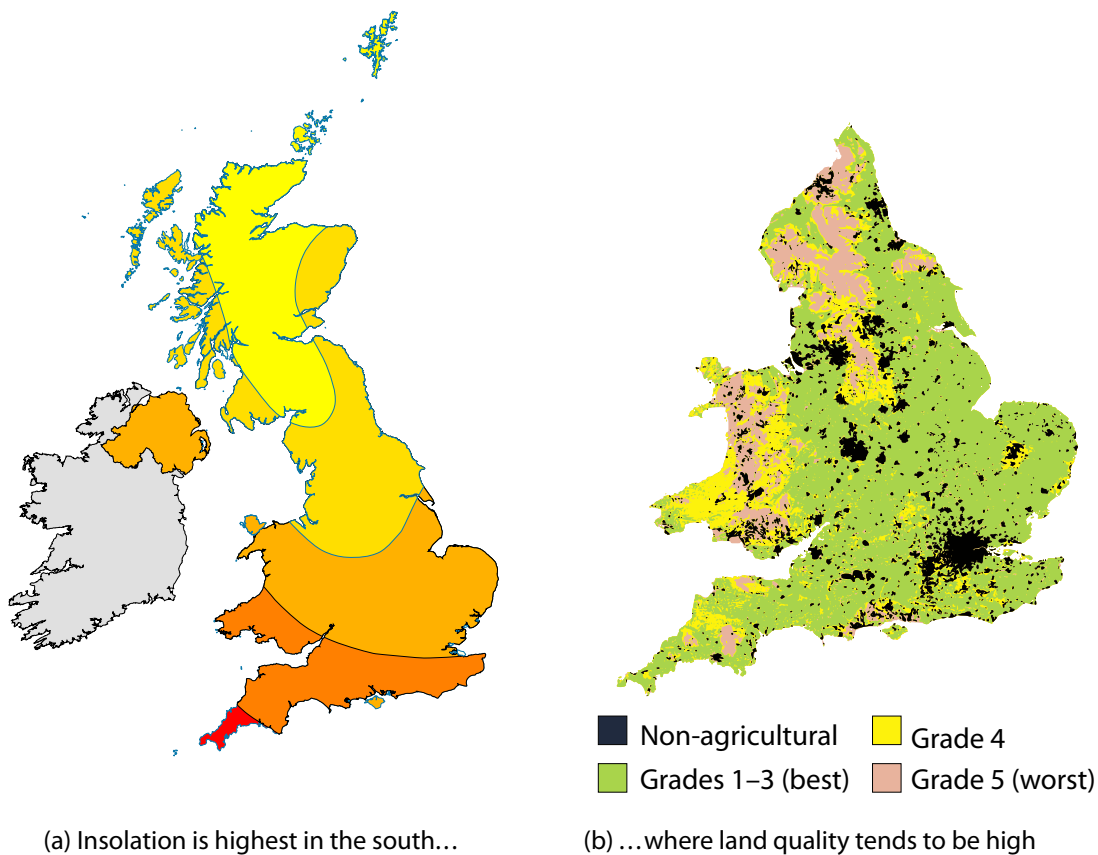 Non-agricultural
Grade 4
Grades 1–3 (best)
Grade 5 (worst)
(a) Insolation is highest in the south…
(b) …where land quality tends to be high